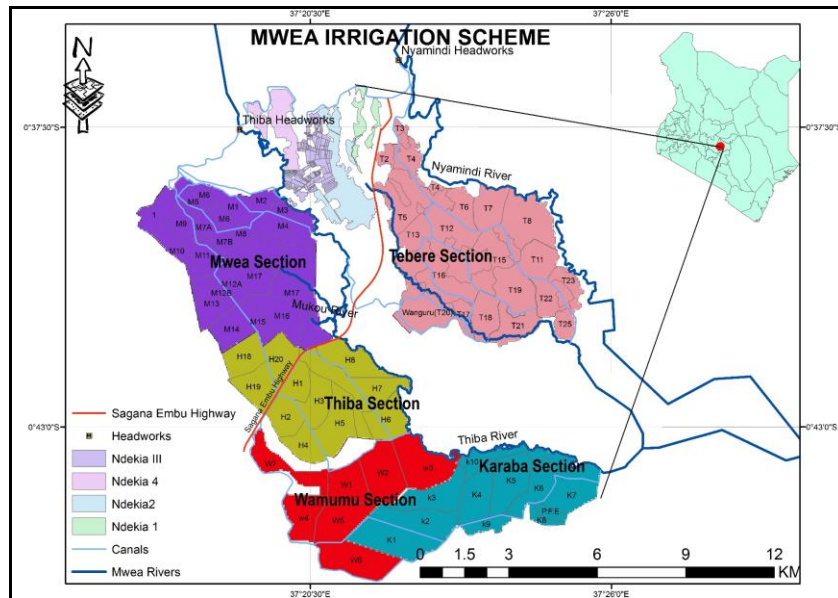 37°20'30"E
37°26'0"E
MWEA IRRIGATION SCHEME
Nyamindi Headworks
N
0°37'30"S
0°37'30"S
Thiba Headworks
Nyamindi River
T3
T2
T4
T4
T6
T7
T8
T5
T13
T12
T15
T11
T16
T19
T23
T22
Wanguru(T20)
T17
T18
T21
T25
Tebere Section
M6
M5
M1
M2
M3
1
M9
M6
M4
M7A
M8
M7B
M10
M11
Mwea Section
M17
M12A
M12B
M17
M13
Mukou River
M15
M16
M14
H18
H20
H8
H19
H1
H7
H3
Thiba Section
H2
H5
H6
H4
Sagana Embu Highway
Thiba River
W1
W2
w3
Wamumu Section
w4
W5
W6
k10
Karaba Section
K5
K6
K7
k3
K4
P.F.E
K8
k2
k9
K1
Sagana Embu Highway
Headworks
Ndekia III
Ndekia 4
Ndekia2
Ndekia 1
Canals
Mwea Rivers
0 1.5 3 6 9 12
KM
0°43'0"S
0°43'0"S
37°20'30"E
37°26'0"E